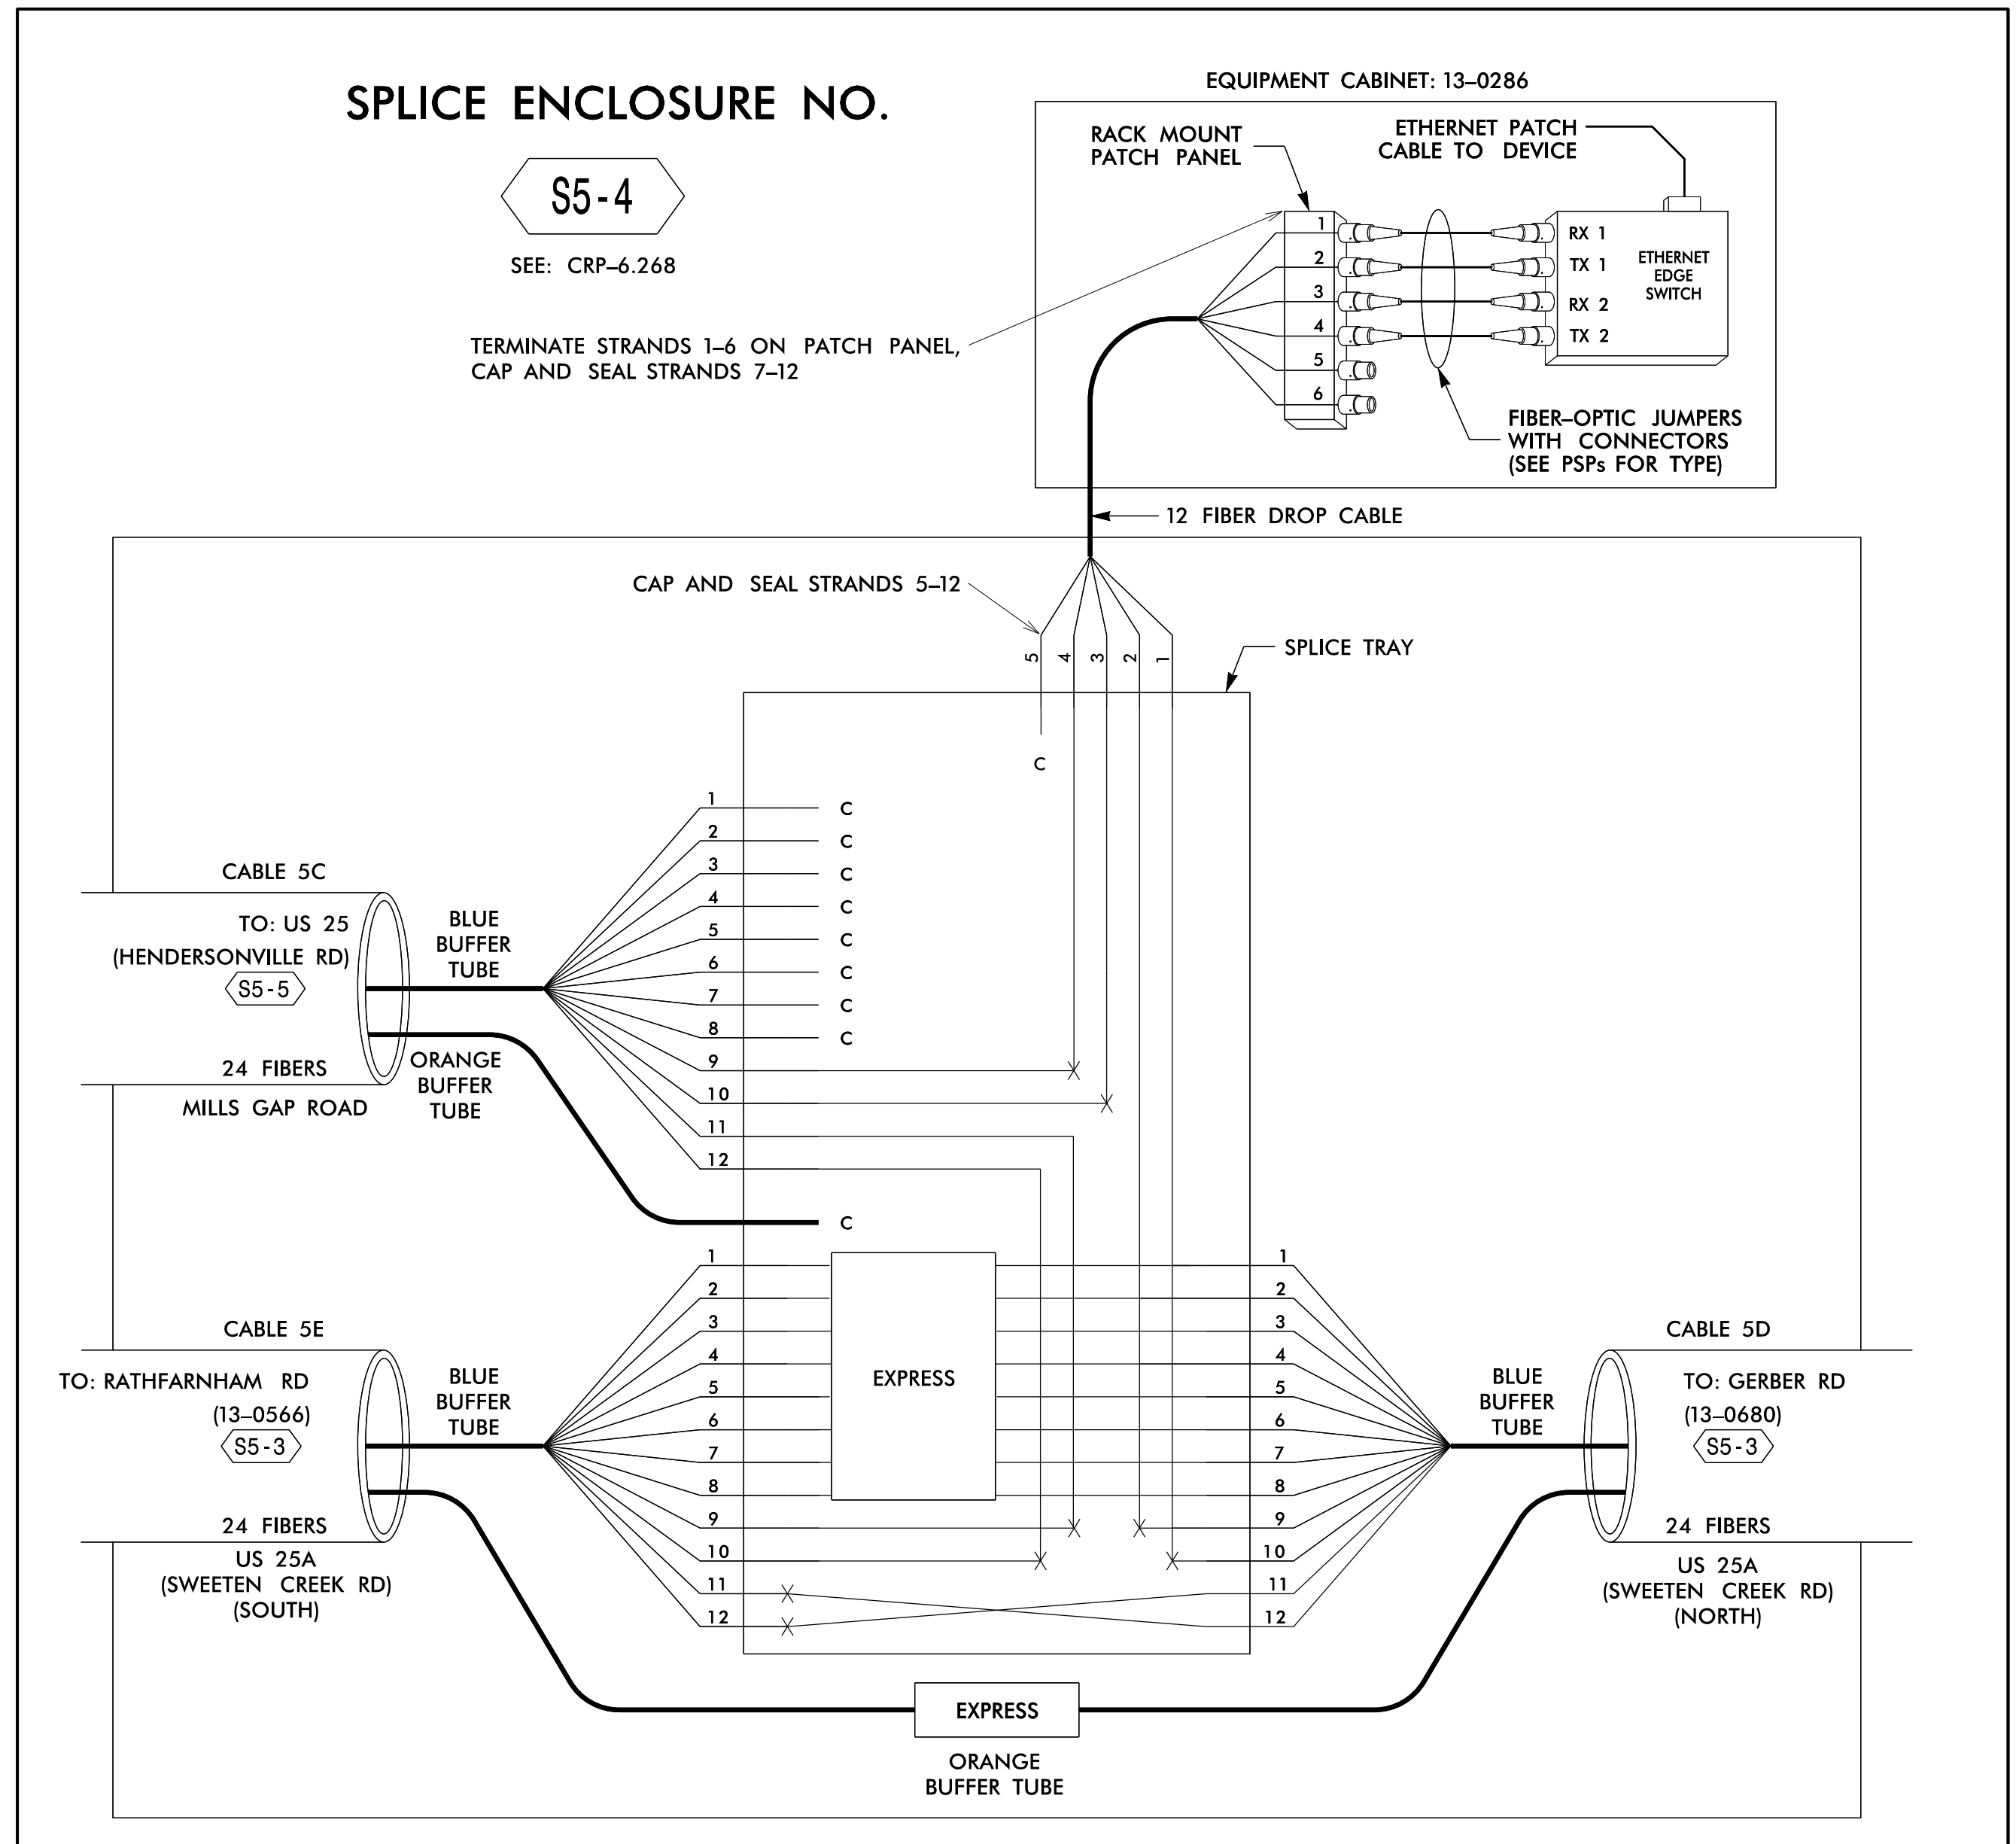 SPLICE ENCLOSURE NO.
S5-4
SEE: CRP–6.268
EQUIPMENT CABINET: 13–0286
RACK MOUNT
PATCH PANEL
ETHERNET PATCH
CABLE TO DEVICE
1
2
3
4
5
6
RX 1
TX 1
RX 2
TX 2
ETHERNET
EDGE
SWITCH
TERMINATE STRANDS 1–6 ON PATCH PANEL,
CAP AND SEAL STRANDS 7–12
FIBER–OPTIC JUMPERS
WITH CONNECTORS
(SEE PSPs FOR TYPE)
12 FIBER DROP CABLE
CAP AND SEAL STRANDS 5–12
5 4 3 2 1
SPLICE TRAY
C
CABLE 5C
TO: US 25
(HENDERSONVILLE RD)
S5-5
24 FIBERS
MILLS GAP ROAD
BLUE
BUFFER
TUBE
ORANGE
BUFFER
TUBE
1 C
2 C
3 C
4 C
5 C
6 C
7 C
8 C
9
10
11
12
C
CABLE 5E
TO: RATHFARNHAM RD
(13–0566)
S5-3
24 FIBERS
US 25A
(SWEETEN CREEK RD)
(SOUTH)
BLUE
BUFFER
TUBE
1
2
3
4
5
6
7
8
9
10
11
12
EXPRESS
1
2
3
4
5
6
7
8
9
10
11
12
BLUE
BUFFER
TUBE
CABLE 5D
TO: GERBER RD
(13–0680)
S5-3
24 FIBERS
US 25A
(SWEETEN CREEK RD)
(NORTH)
EXPRESS
ORANGE
BUFFER TUBE